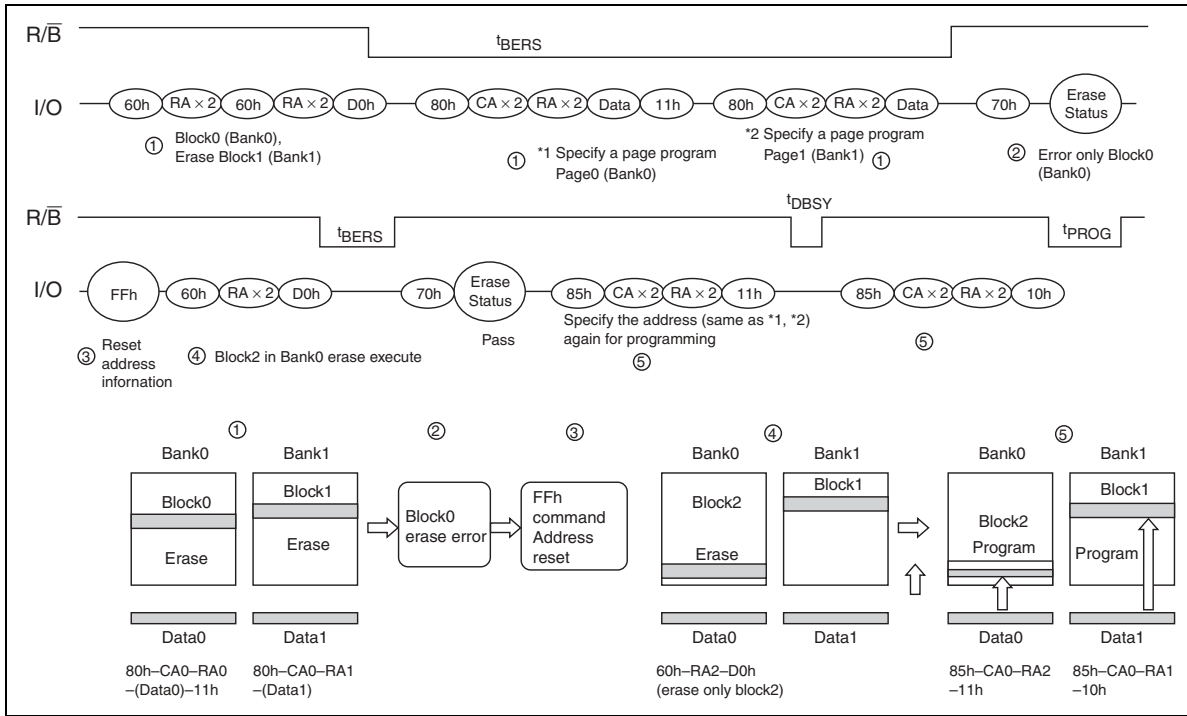 R/B
tBERS
I/O 60h RA × 2 60h RA × 2 D0h 80h CA × 2 RA × 2 Data 11h 80h CA × 2 RA × 2 Data 70h Erase Status
① Block0 (Bank0),
Erase Block1 (Bank1)
① *1 Specify a page program
Page0 (Bank0)
*2 Specify a page program
Page1 (Bank1) ①
② Error only Block0
(Bank0)
R/B
tBERS
tDBSY
tPROG
I/O FFh 60h RA × 2 D0h 70h Erase Status 85h CA × 2 RA × 2 11h 85h CA × 2 RA × 2 10h
③ Reset
address
infornation
④ Block2 in Bank0 erase execute
Pass
Specify the address (same as *1, *2)
again for programming
⑤
⑤
① ② ③ ④ ⑤
Bank0 Bank1 Bank0 Bank1 Bank0 Bank1
Block0
Erase
Block1
Erase
Block0
erase error
FFh
command
Address
reset
Block2
Erase
Block1
Block2
Program
Block1
Program
Data0 Data1 Data0 Data1 Data0 Data1
80h–CA0–RA0
–(Data0)–11h
80h–CA0–RA1
–(Data1)
60h–RA2–D0h
(erase only block2)
85h–CA0–RA2
–11h
85h–CA0–RA1
–10h